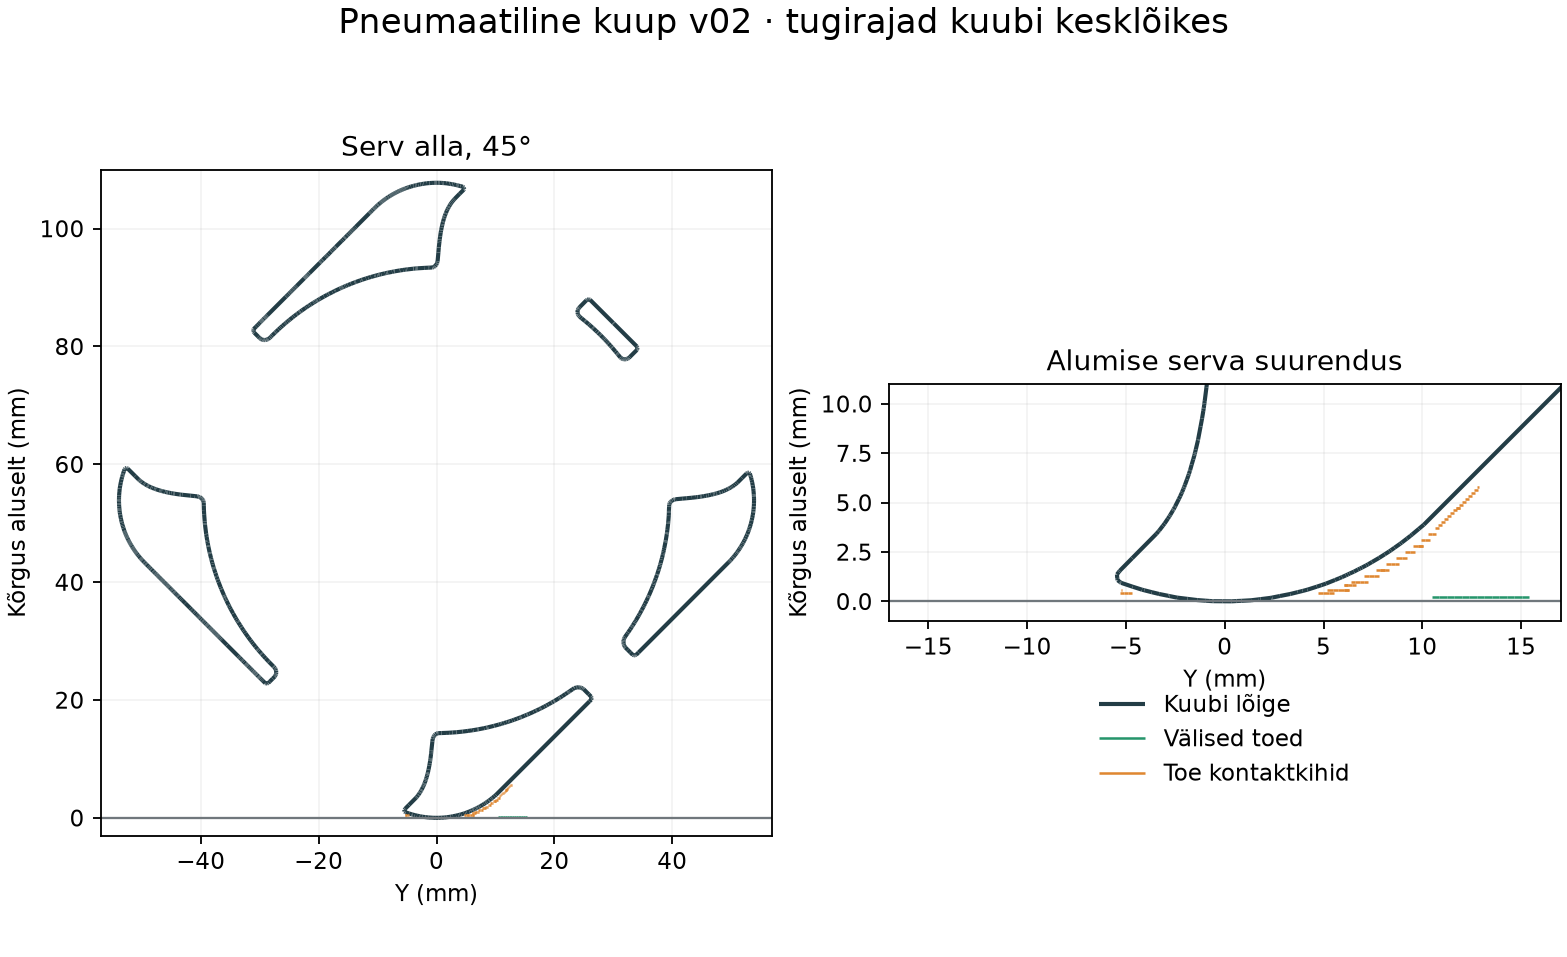 Pneumaatiline kuup v02 · tugirajad kuubi kesklõikes
Serv alla, 45°
Kõrgus aluselt (mm)
100
80
60
40
20
0
−40 −20 0 20 40
Y (mm)
Alumise serva suurendus
Kõrgus aluselt (mm)
10.0
7.5
5.0
2.5
0.0
−15 −10 −5 0 5 10 15
Y (mm)
Kuubi lõige
Välised toed
Toe kontaktkihid